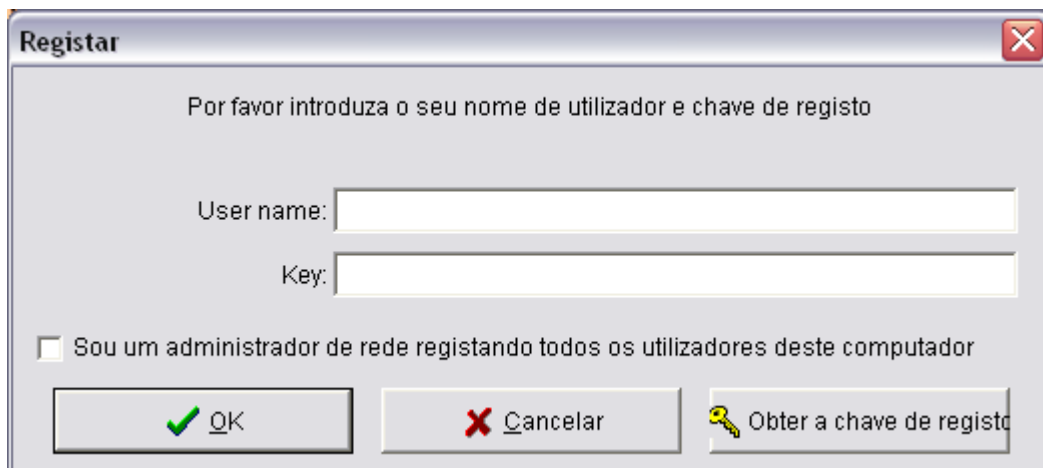 Registar
Por favor introduza o seu nome de utilizador e chave de registo
User name:
Key:
Sou um administrador de rede registando todos os utilizadores deste computador
OK
Cancelar
Obter a chave de registo